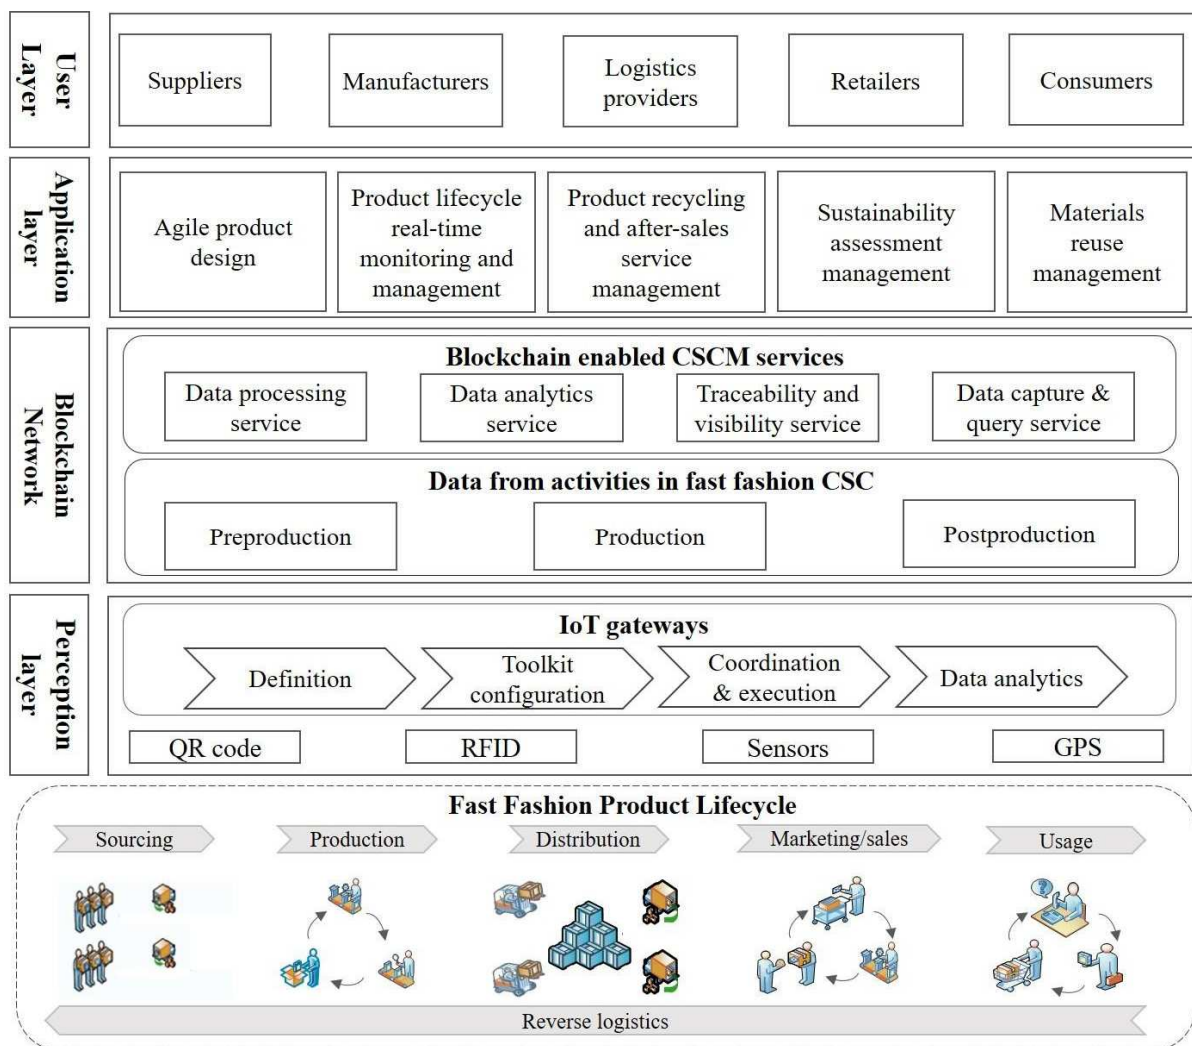 User
Layer
Suppliers
Manufacturers
Logistics
providers
Retailers
Consumers
Application
layer
Agile product
design
Product lifecycle
real-time
monitoring and
management
Product recycling
and after-sales
service
management
Sustainability
assessment
management
Materials
reuse
management
Blockchain
Network
Blockchain enabled CSCM services
Data processing
service
Data analytics
service
Traceability and
visibility service
Data capture &
query service
Data from activities in fast fashion CSC
Preproduction
Production
Postproduction
Perception
layer
IoT gateways
Definition
Toolkit
configuration
Coordination
& execution
Data analytics
QR code
RFID
Sensors
GPS
Fast Fashion Product Lifecycle
Sourcing
Production
Distribution
Marketing/sales
Usage
?
Reverse logistics